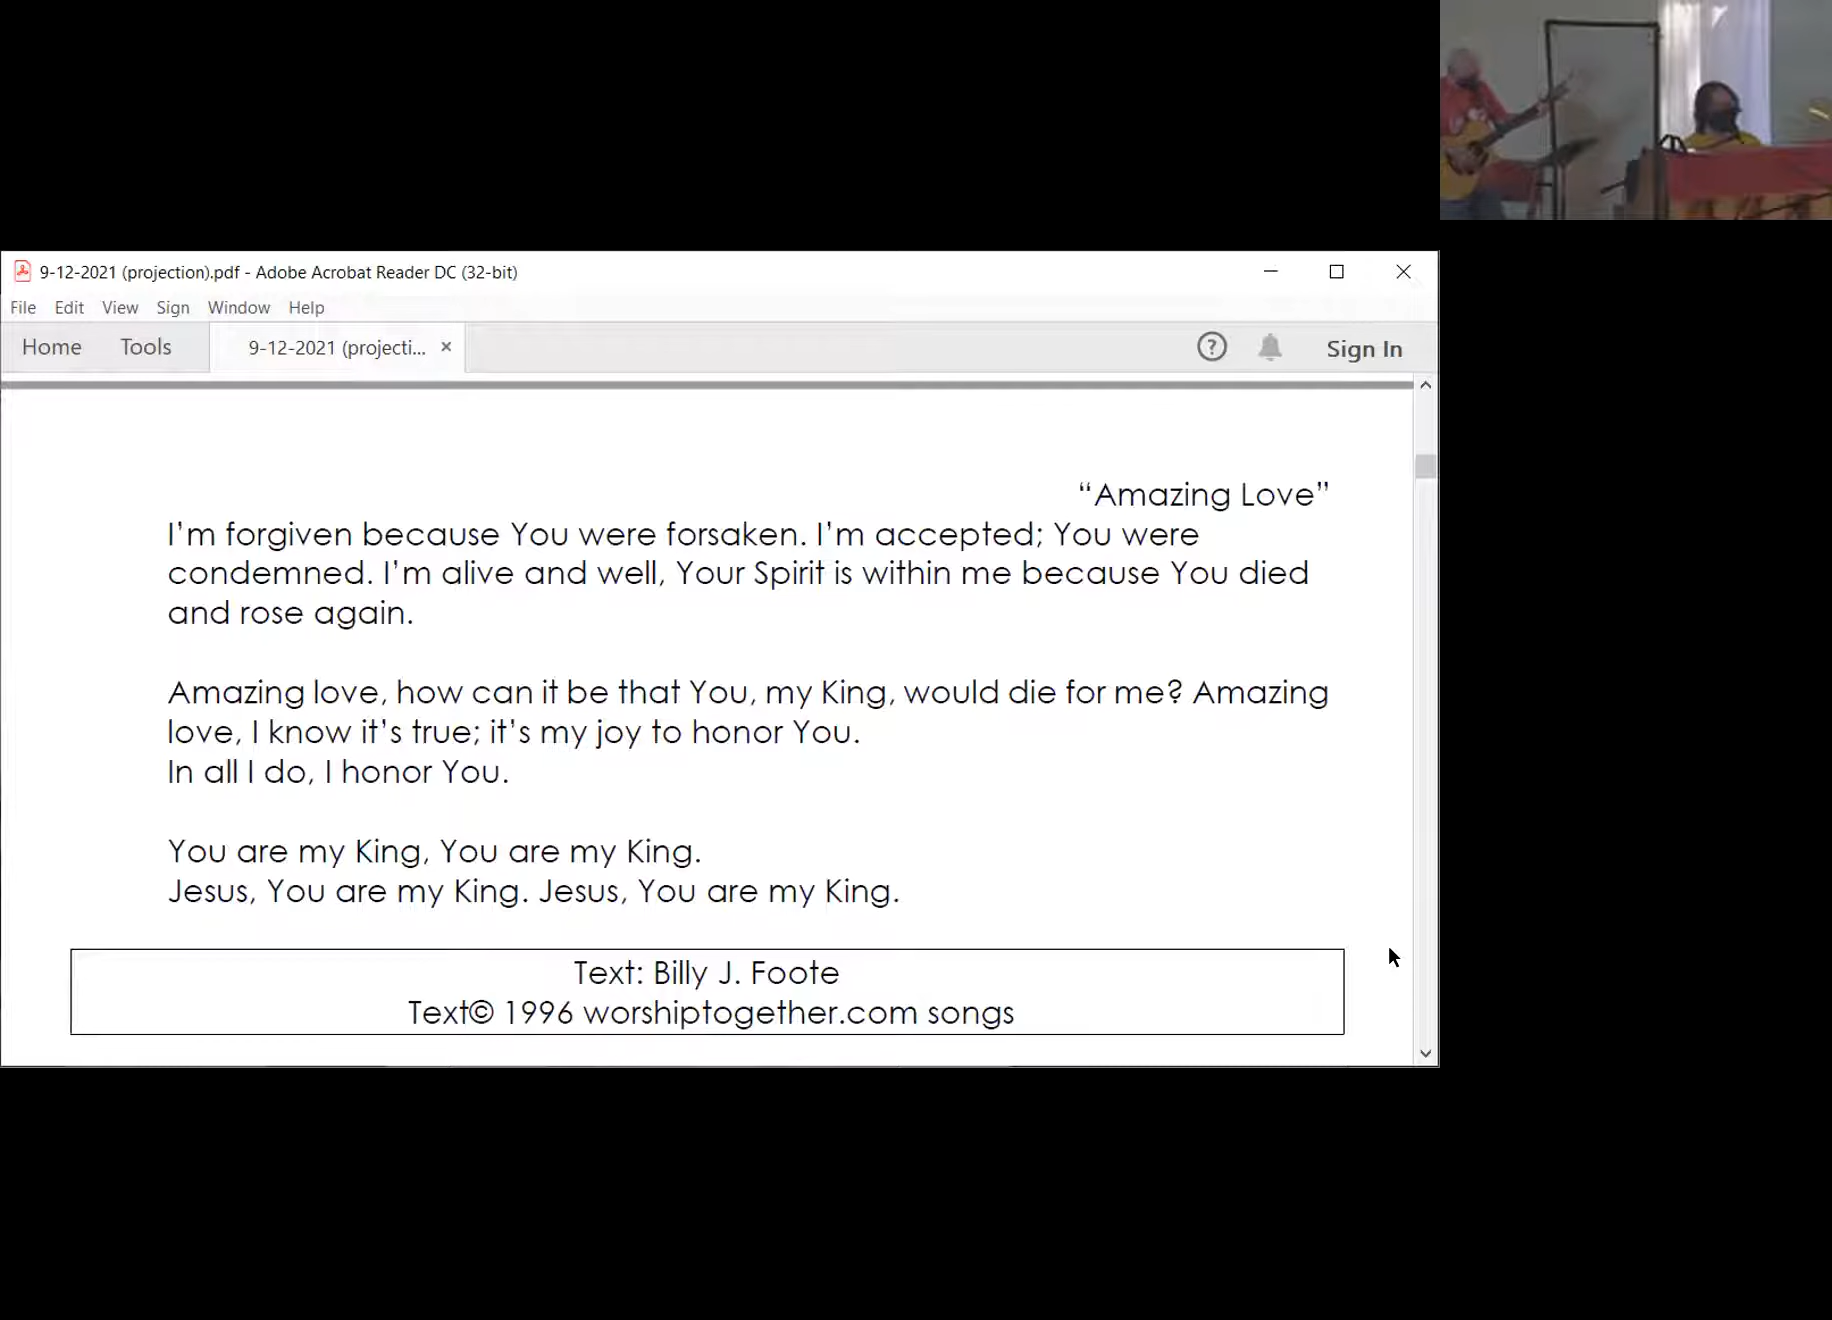 9-12-2021 (projection).pdf - Adobe Acrobat Reader DC (32-bit)
File Edit View Sign Window Help
Home Tools 9-12-2021 (projecti... × Sign In
“Amazing Love”
I’m forgiven because You were forsaken. I’m accepted; You were
condemned. I’m alive and well, Your Spirit is within me because You died
and rose again.
Amazing love, how can it be that You, my King, would die for me? Amazing
love, I know it’s true; it’s my joy to honor You.
In all I do, I honor You.
You are my King, You are my King.
Jesus, You are my King. Jesus, You are my King.
Text: Billy J. Foote
Text© 1996 worshiptogether.com songs